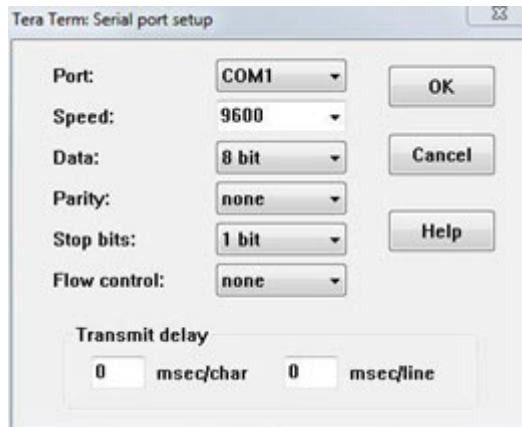 Tera Term: Serial port setup
Port: COM1 OK
Speed: 9600
Data: 8 bit Cancel
Parity: none
Stop bits: 1 bit Help
Flow control: none
Transmit delay
0 msec/char 0 msec/line